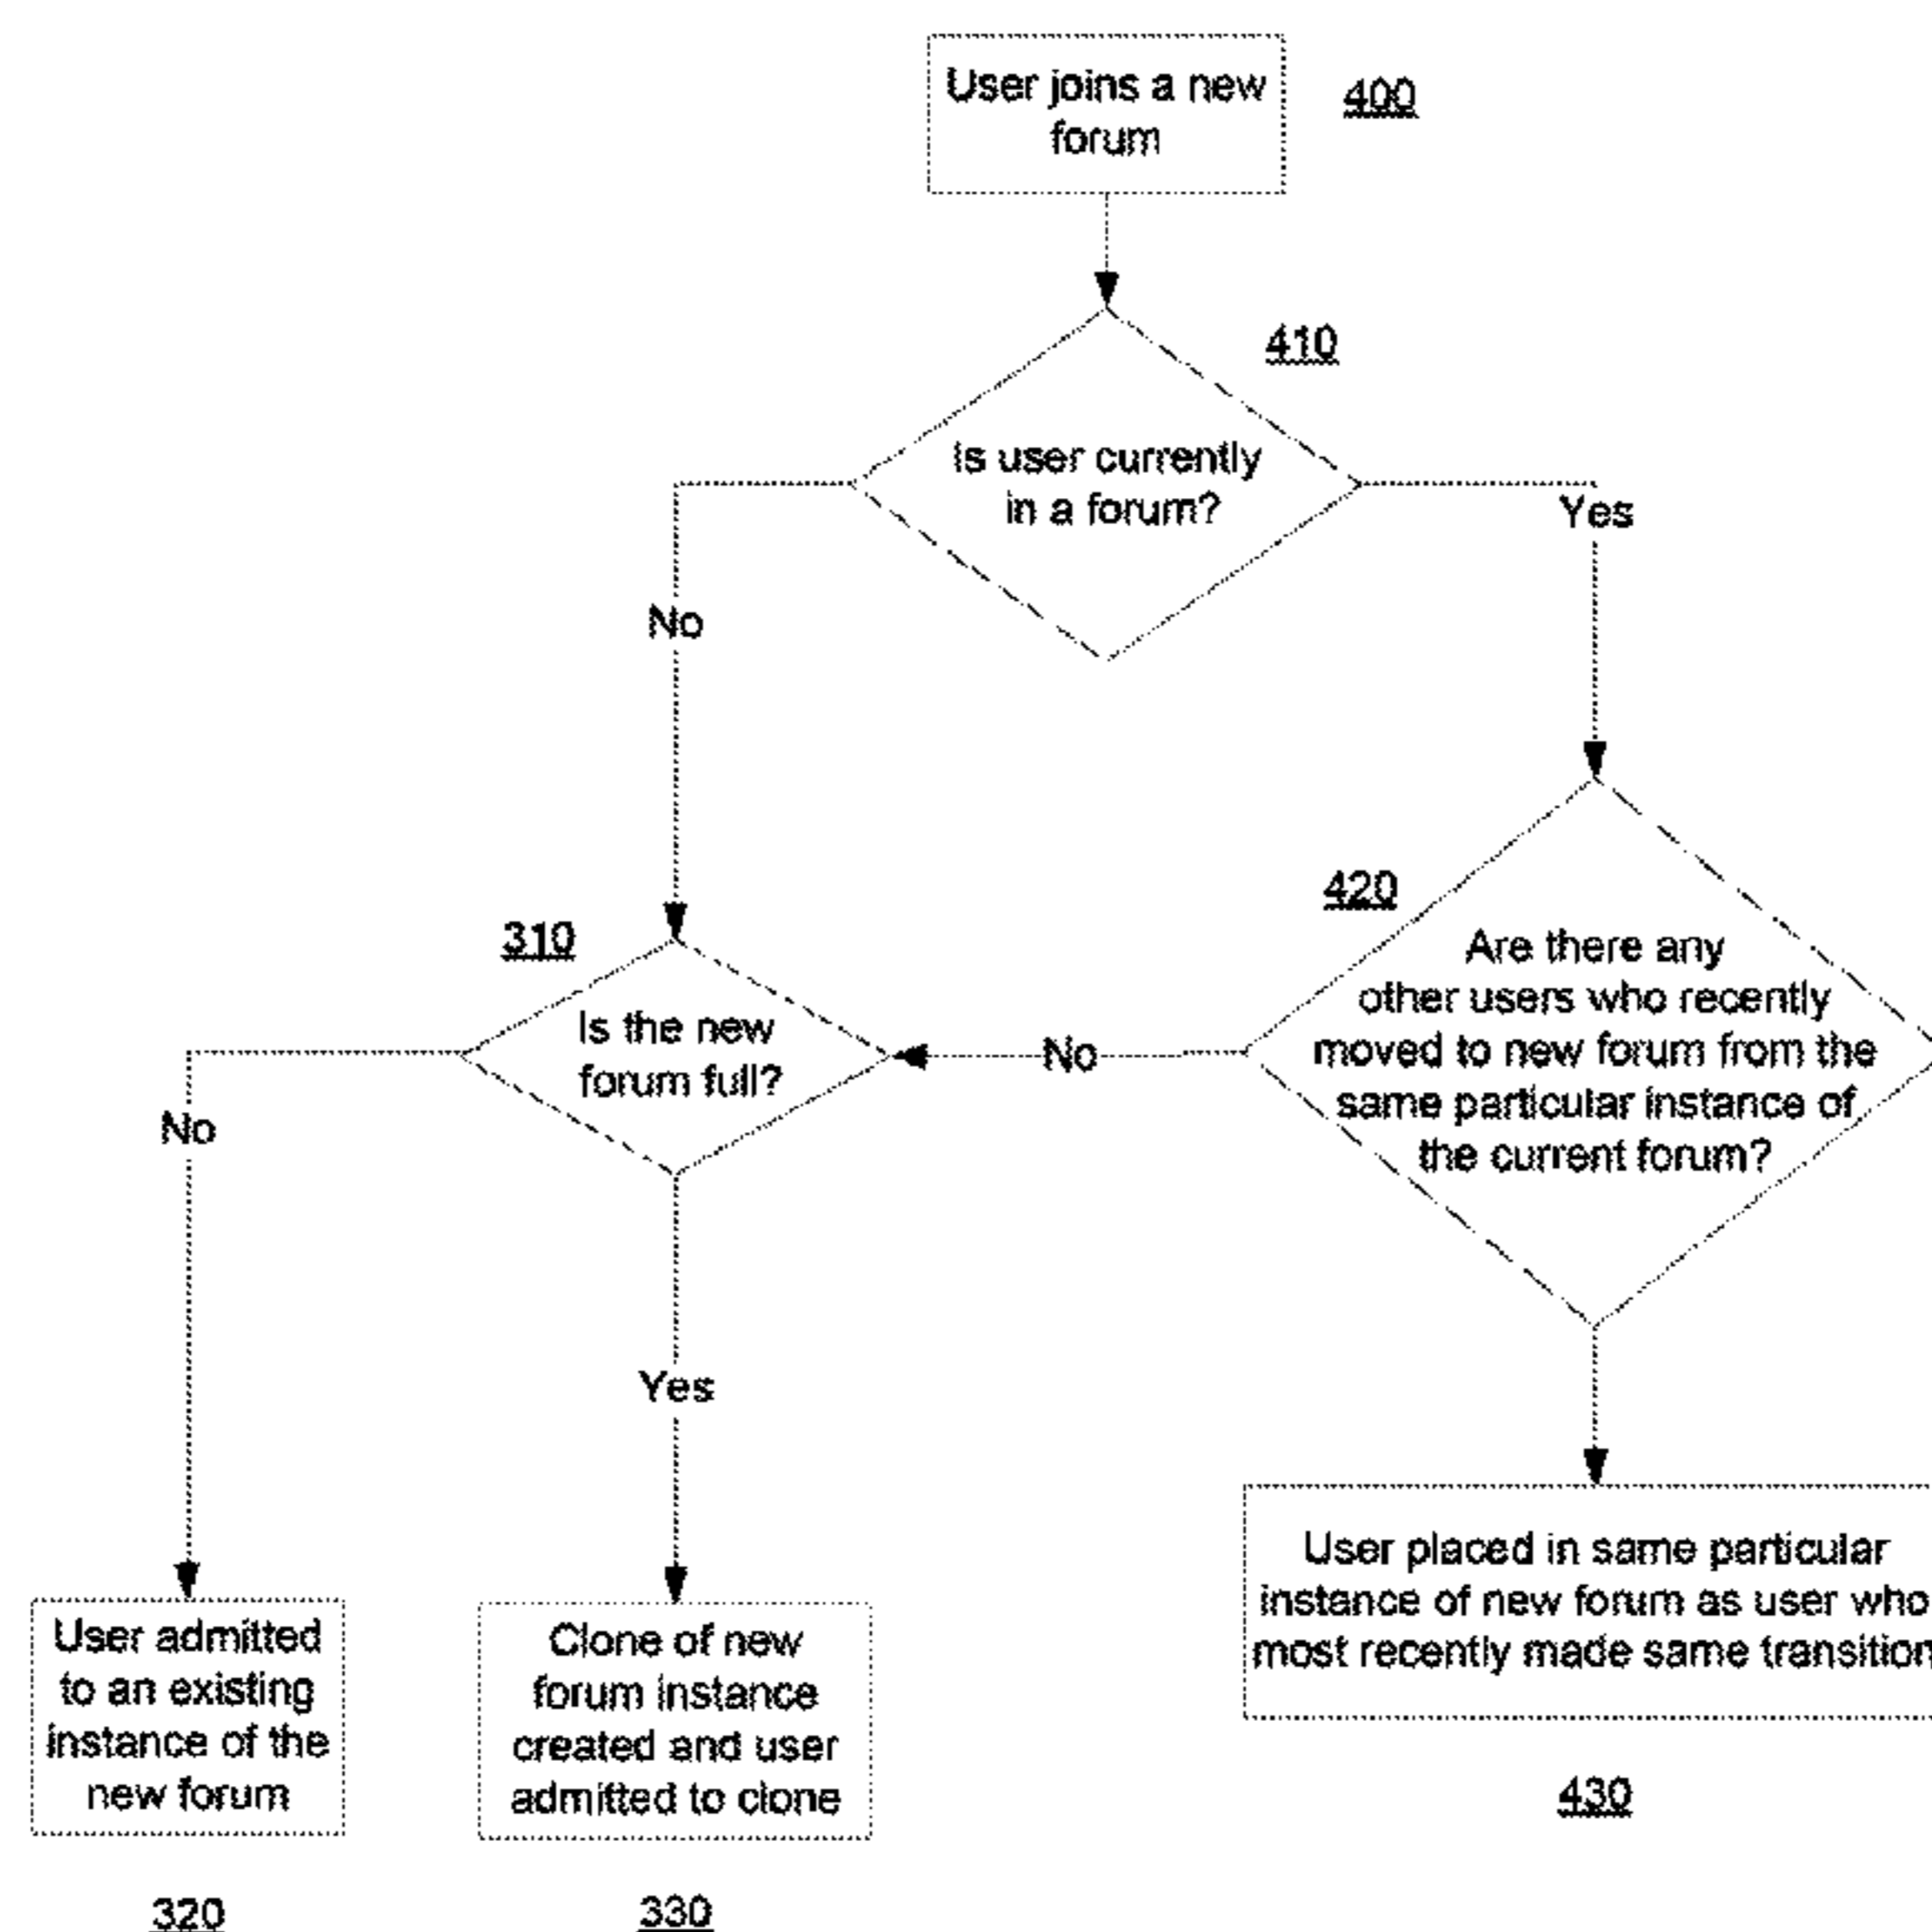 User joins a new
forum
400
410
Is user currently
in a forum?
Yes
No
420
310
Are there any
other users who recently
moved to new forum from the
same particular instance of
the current forum?
Is the new
forum full?
No
No
Yes
User placed in same particular
instance of new forum as user who
most recently made same transition
User admitted
to an existing
instance of the
new forum
Clone of new
forum instance
created and user
admitted to clone
430
320
330